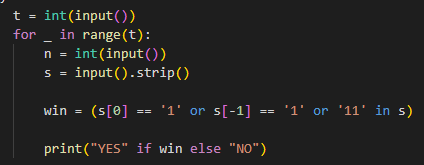 t = int(input())
for _ in range(t):
    n = int(input())
    s = input().strip()
    win = (s[0] == '1' or s[-1] == '1' or '11' in s)
    print("YES" if win else "NO")